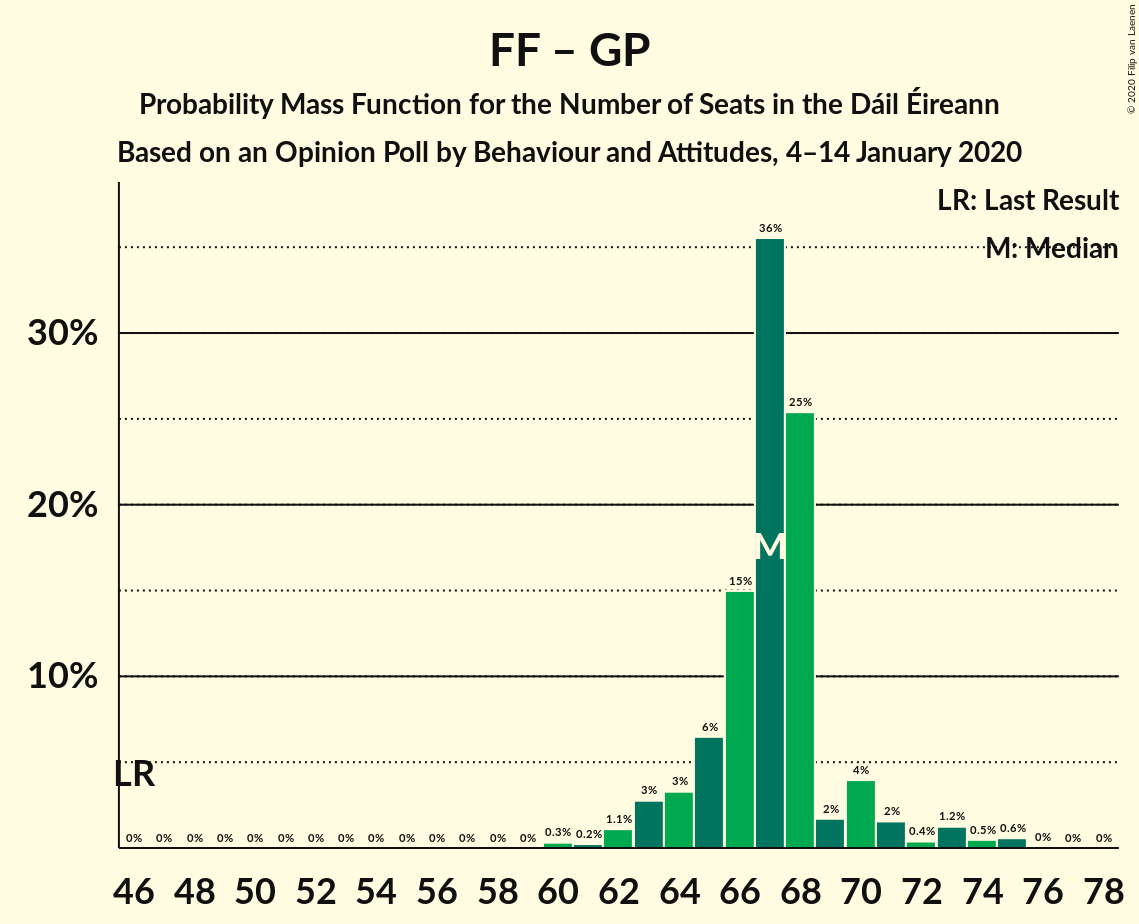 FF – GP
Probability Mass Function for the Number of Seats in the Dáil Éireann
Based on an Opinion Poll by Behaviour and Attitudes, 4–14 January 2020
© 2020 Filip van Laenen
LR: Last Result
M: Median
30%
20%
10%
LR
M
0% 0% 0% 0% 0% 0% 0% 0% 0% 0% 0% 0% 0% 0% 0.3% 0.2% 1.1% 3% 3% 6% 15% 36% 25% 2% 4% 2% 0.4% 1.2% 0.5% 0.6% 0% 0% 0%
46 48 50 52 54 56 58 60 62 64 66 68 70 72 74 76 78